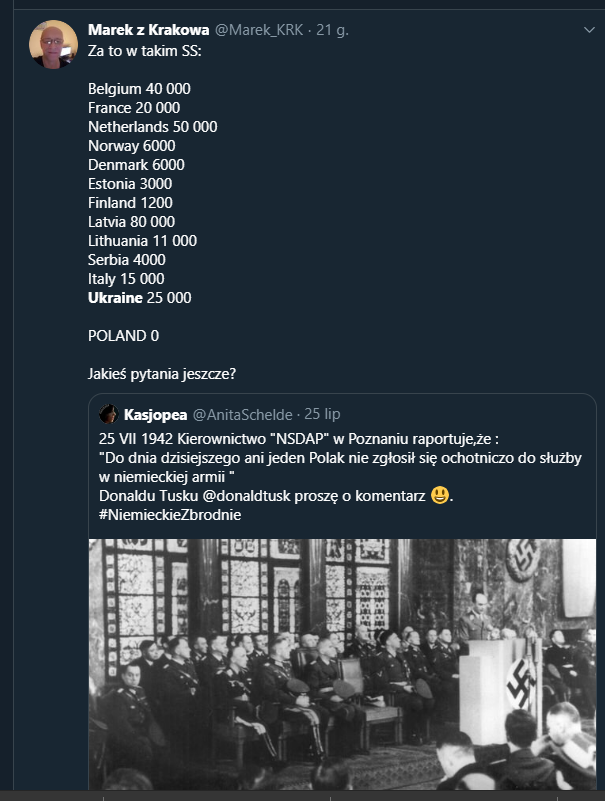 Marek z Krakowa @Marek_KRK · 21 g.
Za to w takim SS:
Belgium 40 000
France 20 000
Netherlands 50 000
Norway 6000
Denmark 6000
Estonia 3000
Finland 1200
Latvia 80 000
Lithuania 11 000
Serbia 4000
Italy 15 000
Ukraine 25 000
POLAND 0
Jakieś pytania jeszcze?
Kasjopea @AnitaSchelde · 25 lip
25 VII 1942 Kierownictwo "NSDAP" w Poznaniu raportuje,że :
"Do dnia dzisiejszego ani jeden Polak nie zgłosił się ochotniczo do służby
w niemieckiej armii "
Donaldu Tusku @donaldtusk proszę o komentarz 😃.
#NiemieckieZbrodnie